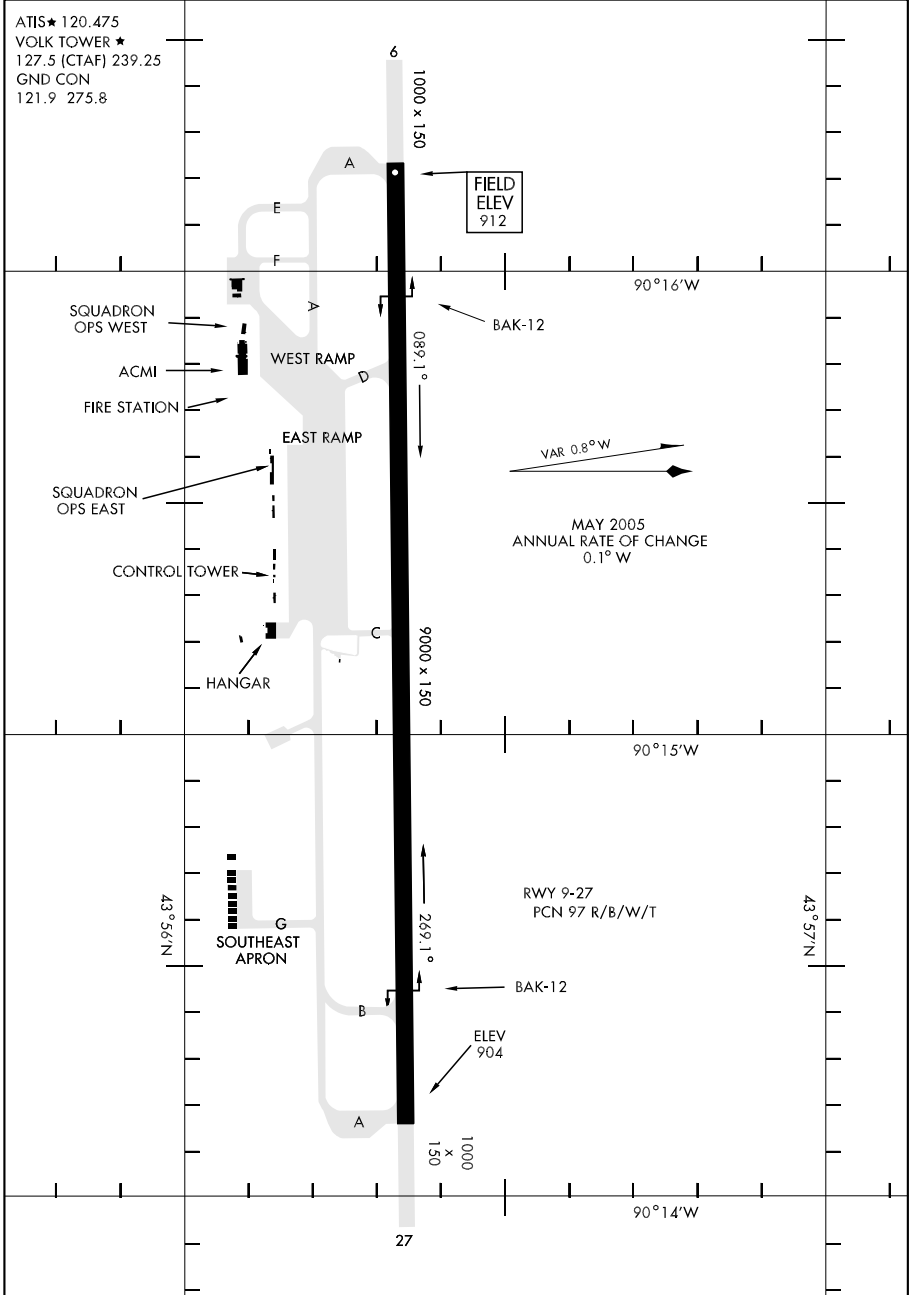 ATIS★ 120.475
VOLK TOWER ★
127.5 (CTAF) 239.25
GND CON
121.9 275.8
6
1000 x 150
A
FIELD
ELEV
912
E
F
90°16'W
A
BAK-12
SQUADRON
OPS WEST
WEST RAMP
089.1°
ACMI
D
FIRE STATION
EAST RAMP
VAR 0.8° W
SQUADRON
OPS EAST
MAY 2005
ANNUAL RATE OF CHANGE
0.1° W
CONTROL TOWER
C
9000 x 150
HANGAR
90°15'W
RWY 9-27
PCN 97 R/B/W/T
43°56'N
43°57'N
G
269.1°
SOUTHEAST
APRON
BAK-12
B
ELEV
904
A
1000
x
150
90°14'W
27